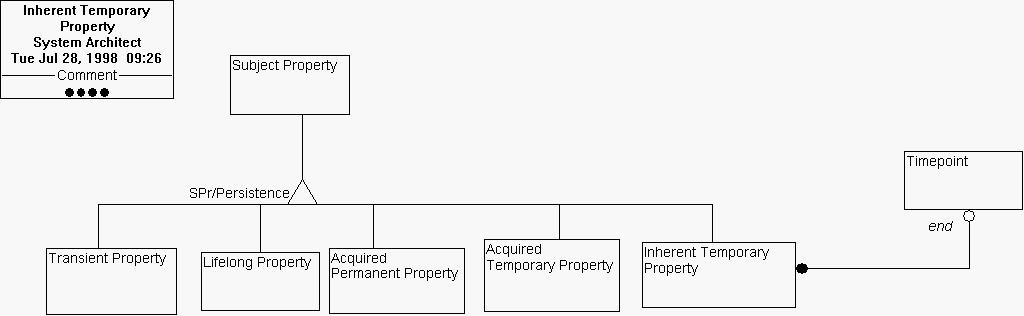 Inherent Temporary
Property
System Architect
Tue Jul 28, 1998 09:26
Comment
Subject Property
SPr/Persistence
Timepoint
end
Transient Property
Lifelong Property
Acquired
Permanent Property
Acquired
Temporary Property
Inherent Temporary
Property